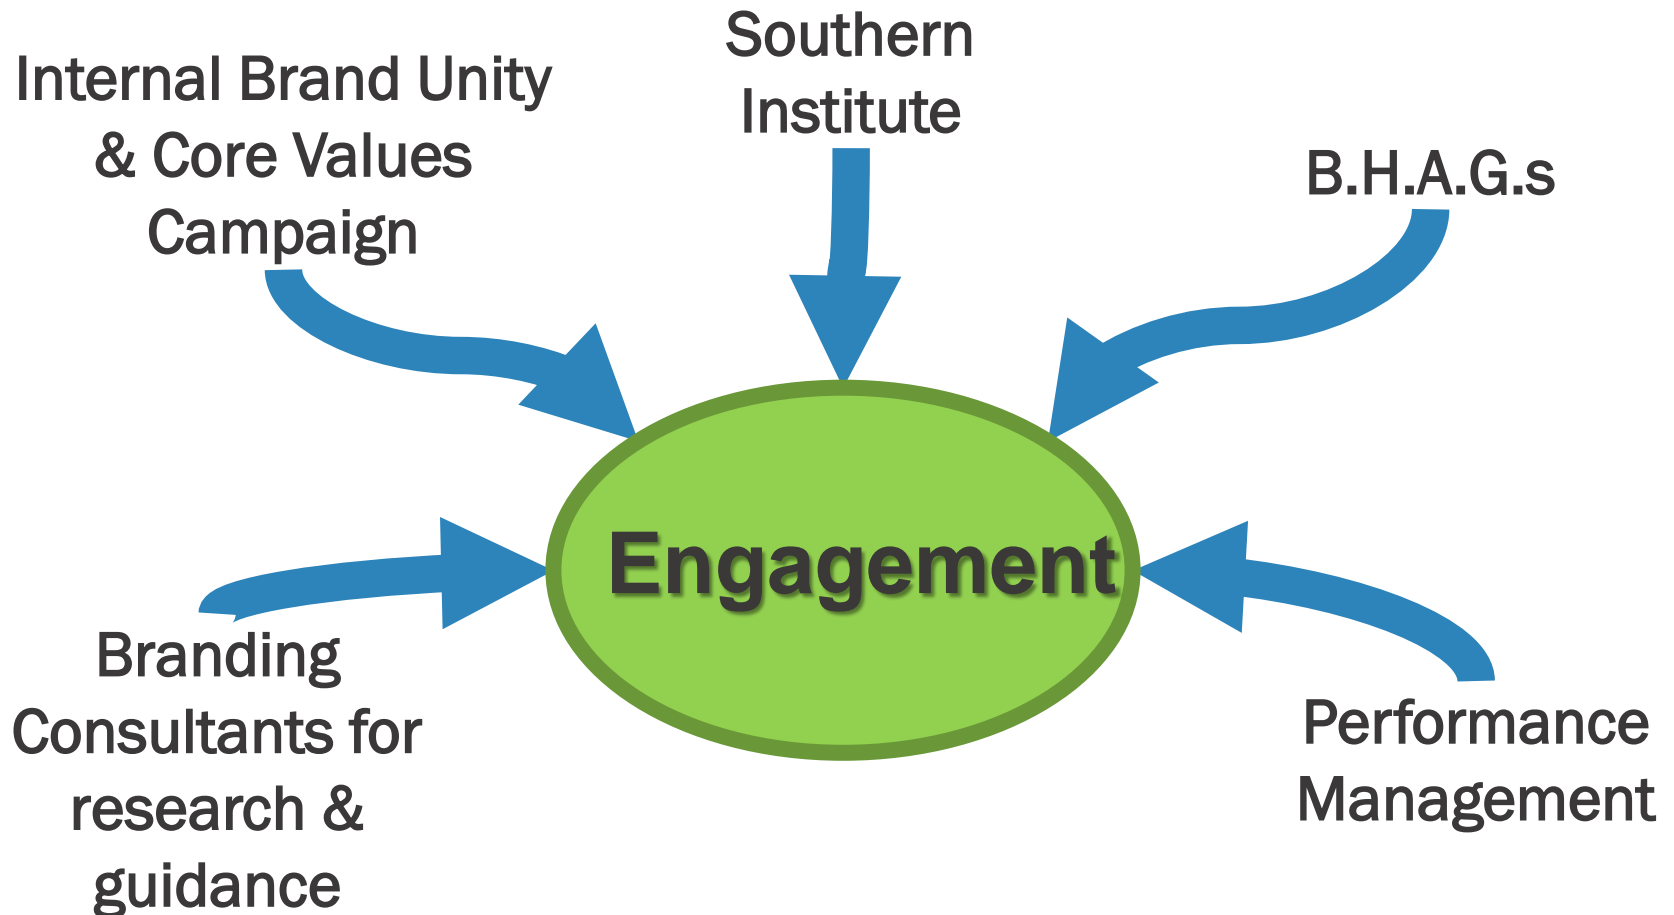 Southern
Institute
Internal Brand Unity
& Core Values
Campaign
B.H.A.G.s
Engagement
Branding
Consultants for
research &
guidance
Performance
Management